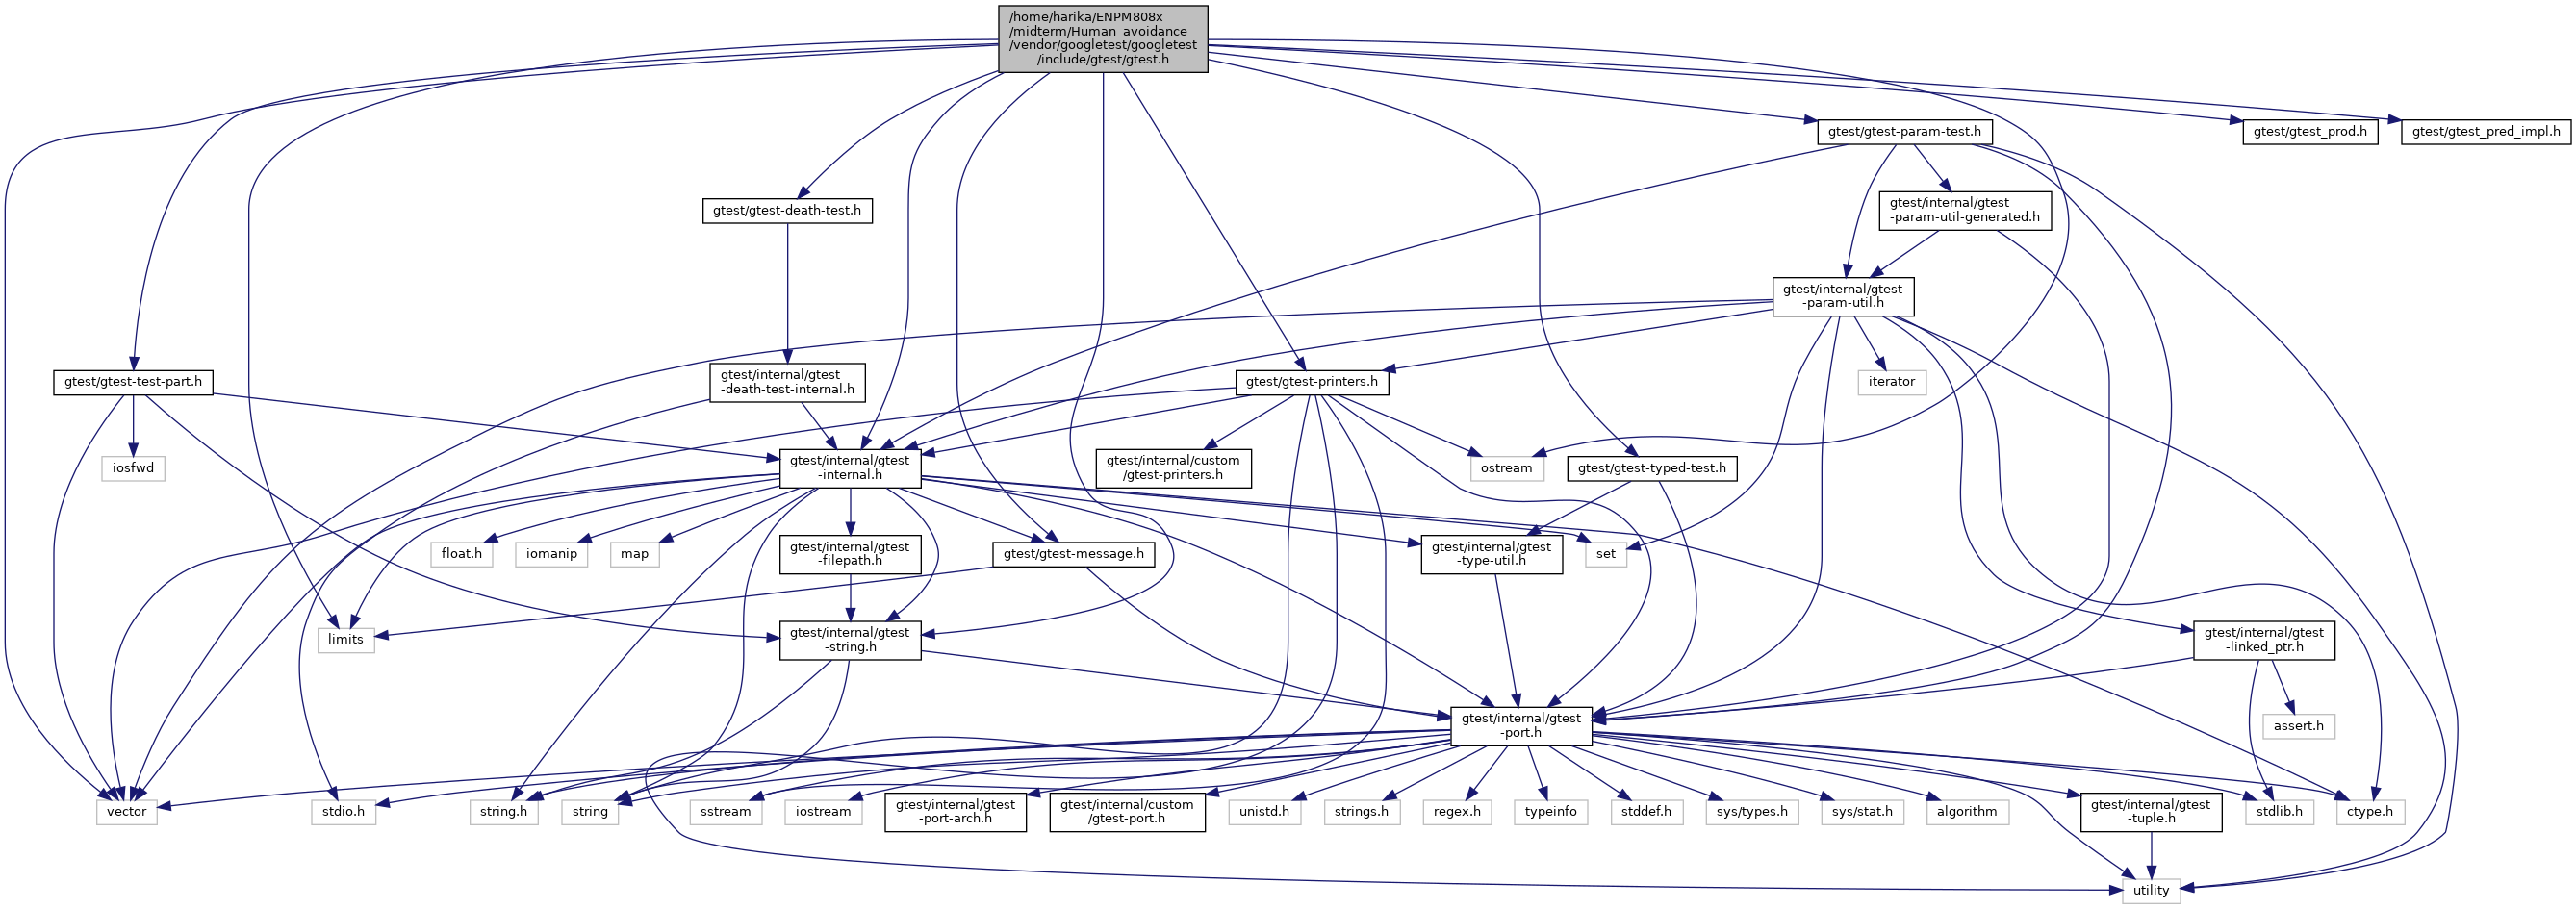 /home/harika/ENPM808x
/midterm/Human_avoidance
/vendor/googletest/googletest
/include/gtest/gtest.h
gtest/gtest-param-test.h
gtest/gtest_prod.h
gtest/gtest_pred_impl.h
gtest/gtest-death-test.h
gtest/internal/gtest
-param-util-generated.h
gtest/internal/gtest
-param-util.h
gtest/gtest-test-part.h
gtest/internal/gtest
-death-test-internal.h
gtest/gtest-printers.h
iterator
iosfwd
gtest/internal/gtest
-internal.h
gtest/internal/custom
/gtest-printers.h
ostream
gtest/gtest-typed-test.h
float.h
iomanip
map
gtest/internal/gtest
-filepath.h
gtest/gtest-message.h
gtest/internal/gtest
-type-util.h
set
limits
gtest/internal/gtest
-string.h
gtest/internal/gtest
-linked_ptr.h
gtest/internal/gtest
-port.h
assert.h
vector
stdio.h
string.h
string
sstream
iostream
gtest/internal/gtest
-port-arch.h
gtest/internal/custom
/gtest-port.h
unistd.h
strings.h
regex.h
typeinfo
stddef.h
sys/types.h
sys/stat.h
algorithm
gtest/internal/gtest
-tuple.h
stdlib.h
ctype.h
utility